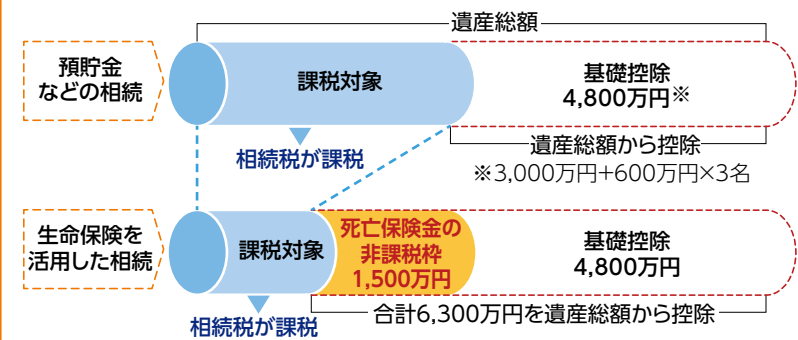 遺産総額
預貯金
などの相続
課税対象
基礎控除
4,800万円※
相続税が課税
遺産総額から控除
※3,000万円+600万円×3名
生命保険を
活用した相続
課税対象
死亡保険金の
非課税枠
1,500万円
基礎控除
4,800万円
相続税が課税
合計6,300万円を遺産総額から控除